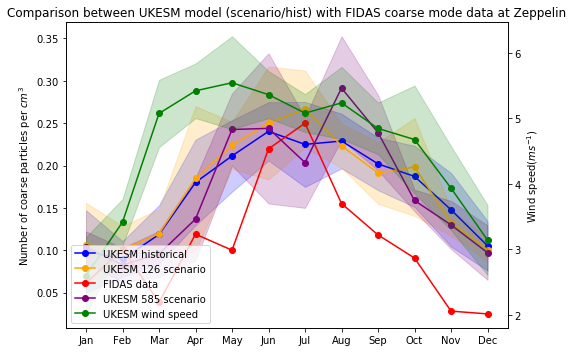 Comparison between UKESM model (scenario/hist) with FIDAS coarse mode data at Zeppelin
Number of coarse particles per cm³
0.35
0.30
0.25
0.20
0.15
0.10
0.05
6
5
4
3
2
Wind speed(ms⁻¹)
UKESM historical
UKESM 126 scenario
FIDAS data
UKESM 585 scenario
UKESM wind speed
Jan Feb Mar Apr May Jun Jul Aug Sep Oct Nov Dec